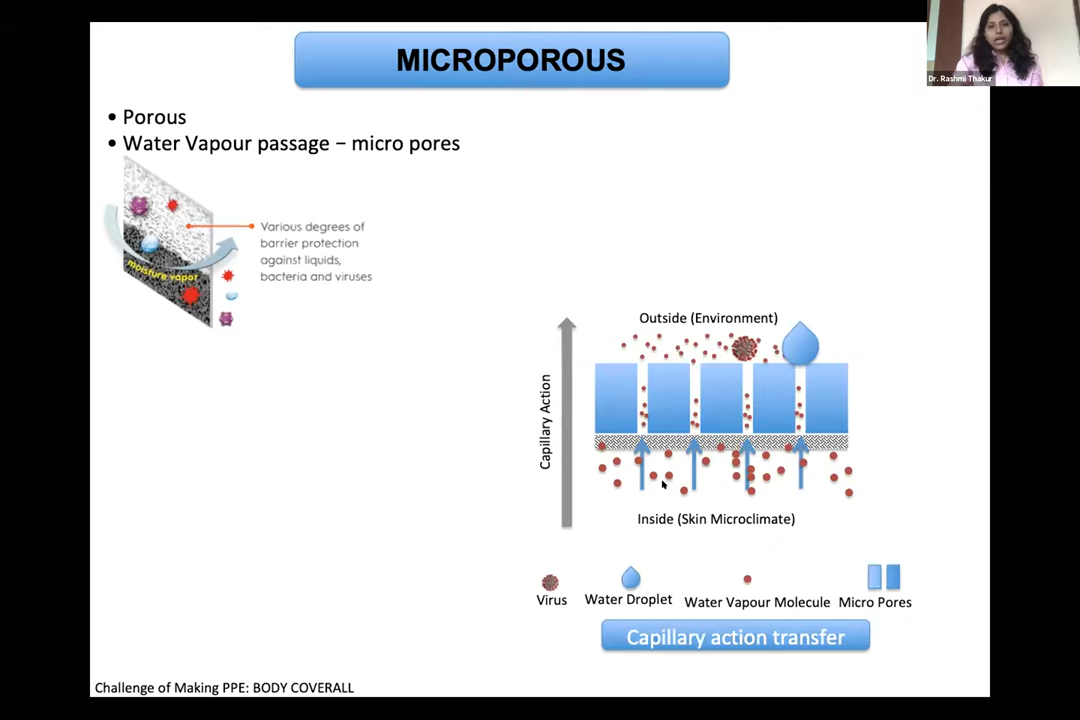 MICROPOROUS
Dr. Rashmi Thakur
• Porous
• Water Vapour passage – micro pores
Various degrees of
barrier protection
against liquids,
bacteria and viruses
moisture vapor
Outside (Environment)
Capillary Action
Inside (Skin Microclimate)
Virus
Water Droplet
Water Vapour Molecule
Micro Pores
Capillary action transfer
Challenge of Making PPE: BODY COVERALL